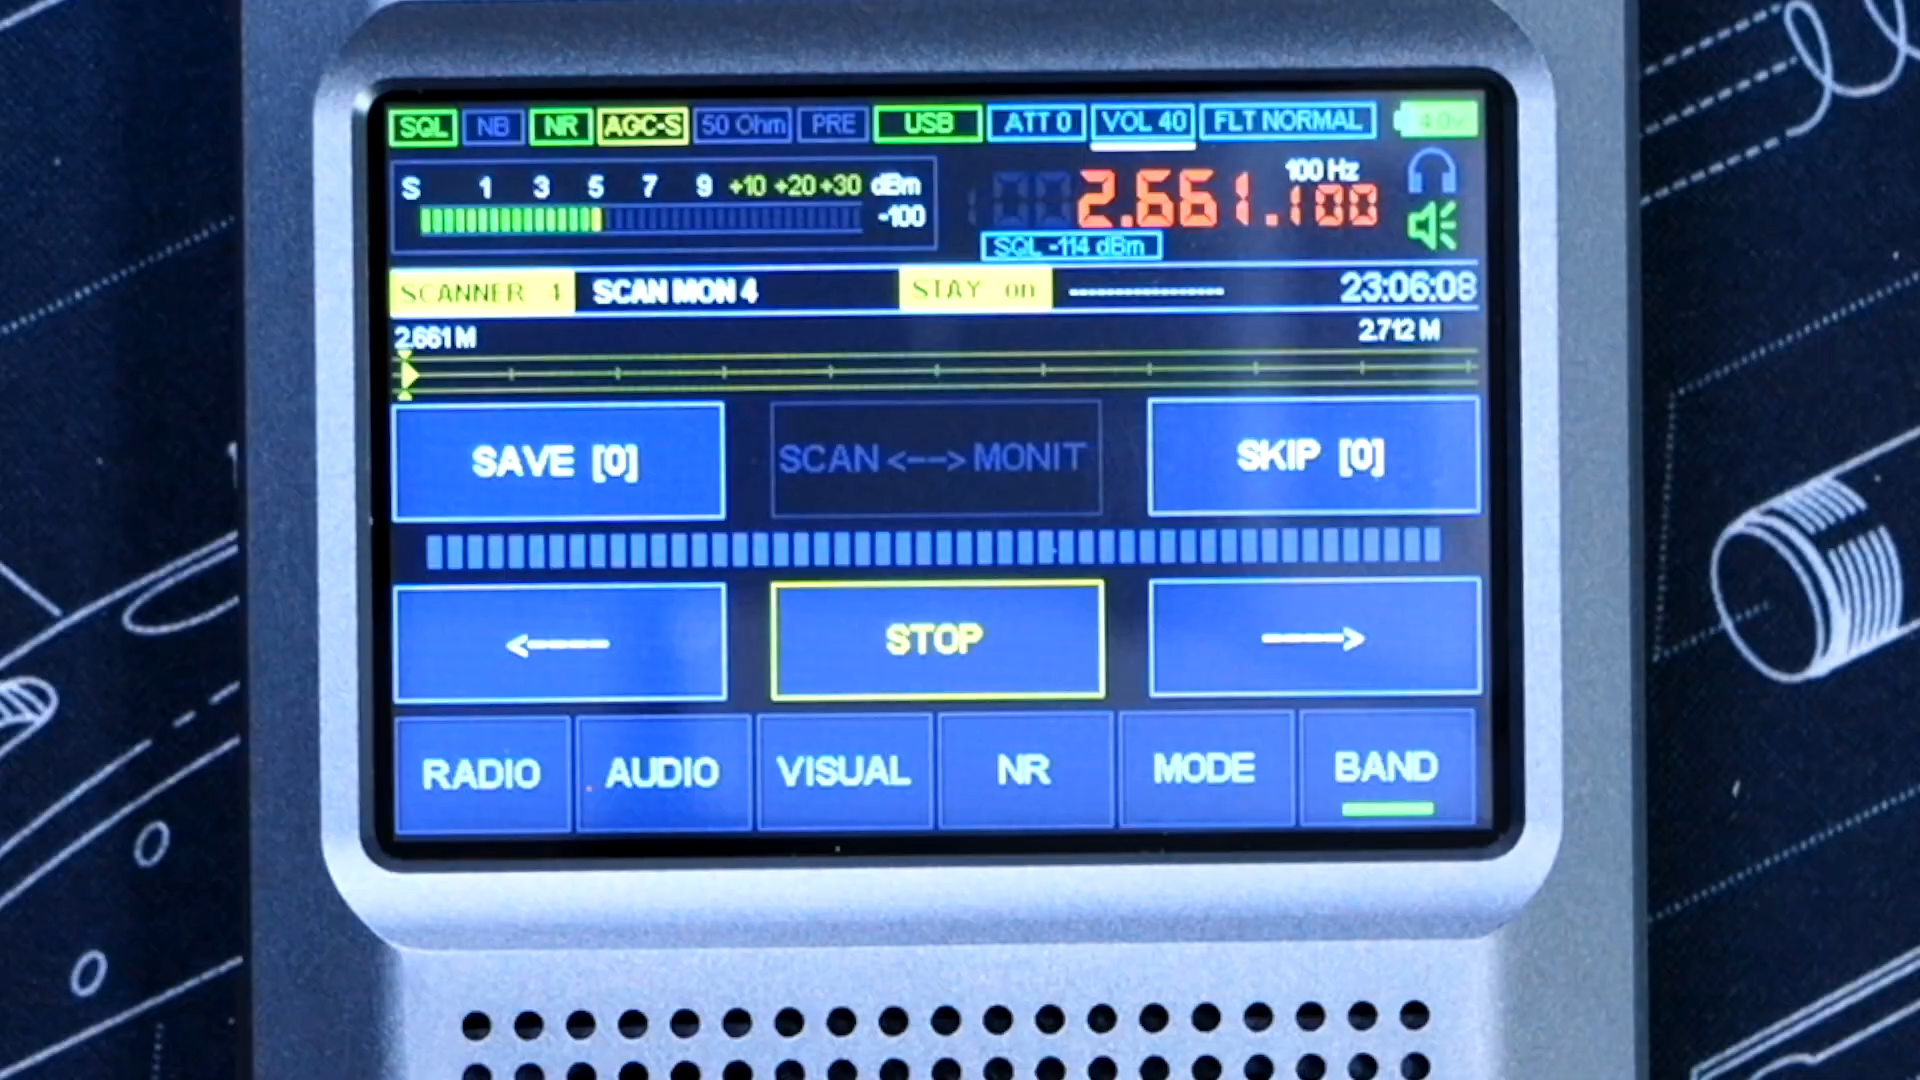 SQL NB NR AGC-S 50 Ohm PRE USB ATT 0 VOL 40 FLT NORMAL 4.0v
S 1 3 5 7 9 +10 +20 +30 dBm
-100
100 Hz
2.661.100
SQL -114 dBm
SCANNER 4 SCAN MON 4 STAY on ---------------- 23:06:08
2.661 M 2.712 M
SAVE [0] SCAN <--> MONIT SKIP [0]
<---- STOP ---->
RADIO AUDIO VISUAL NR MODE BAND